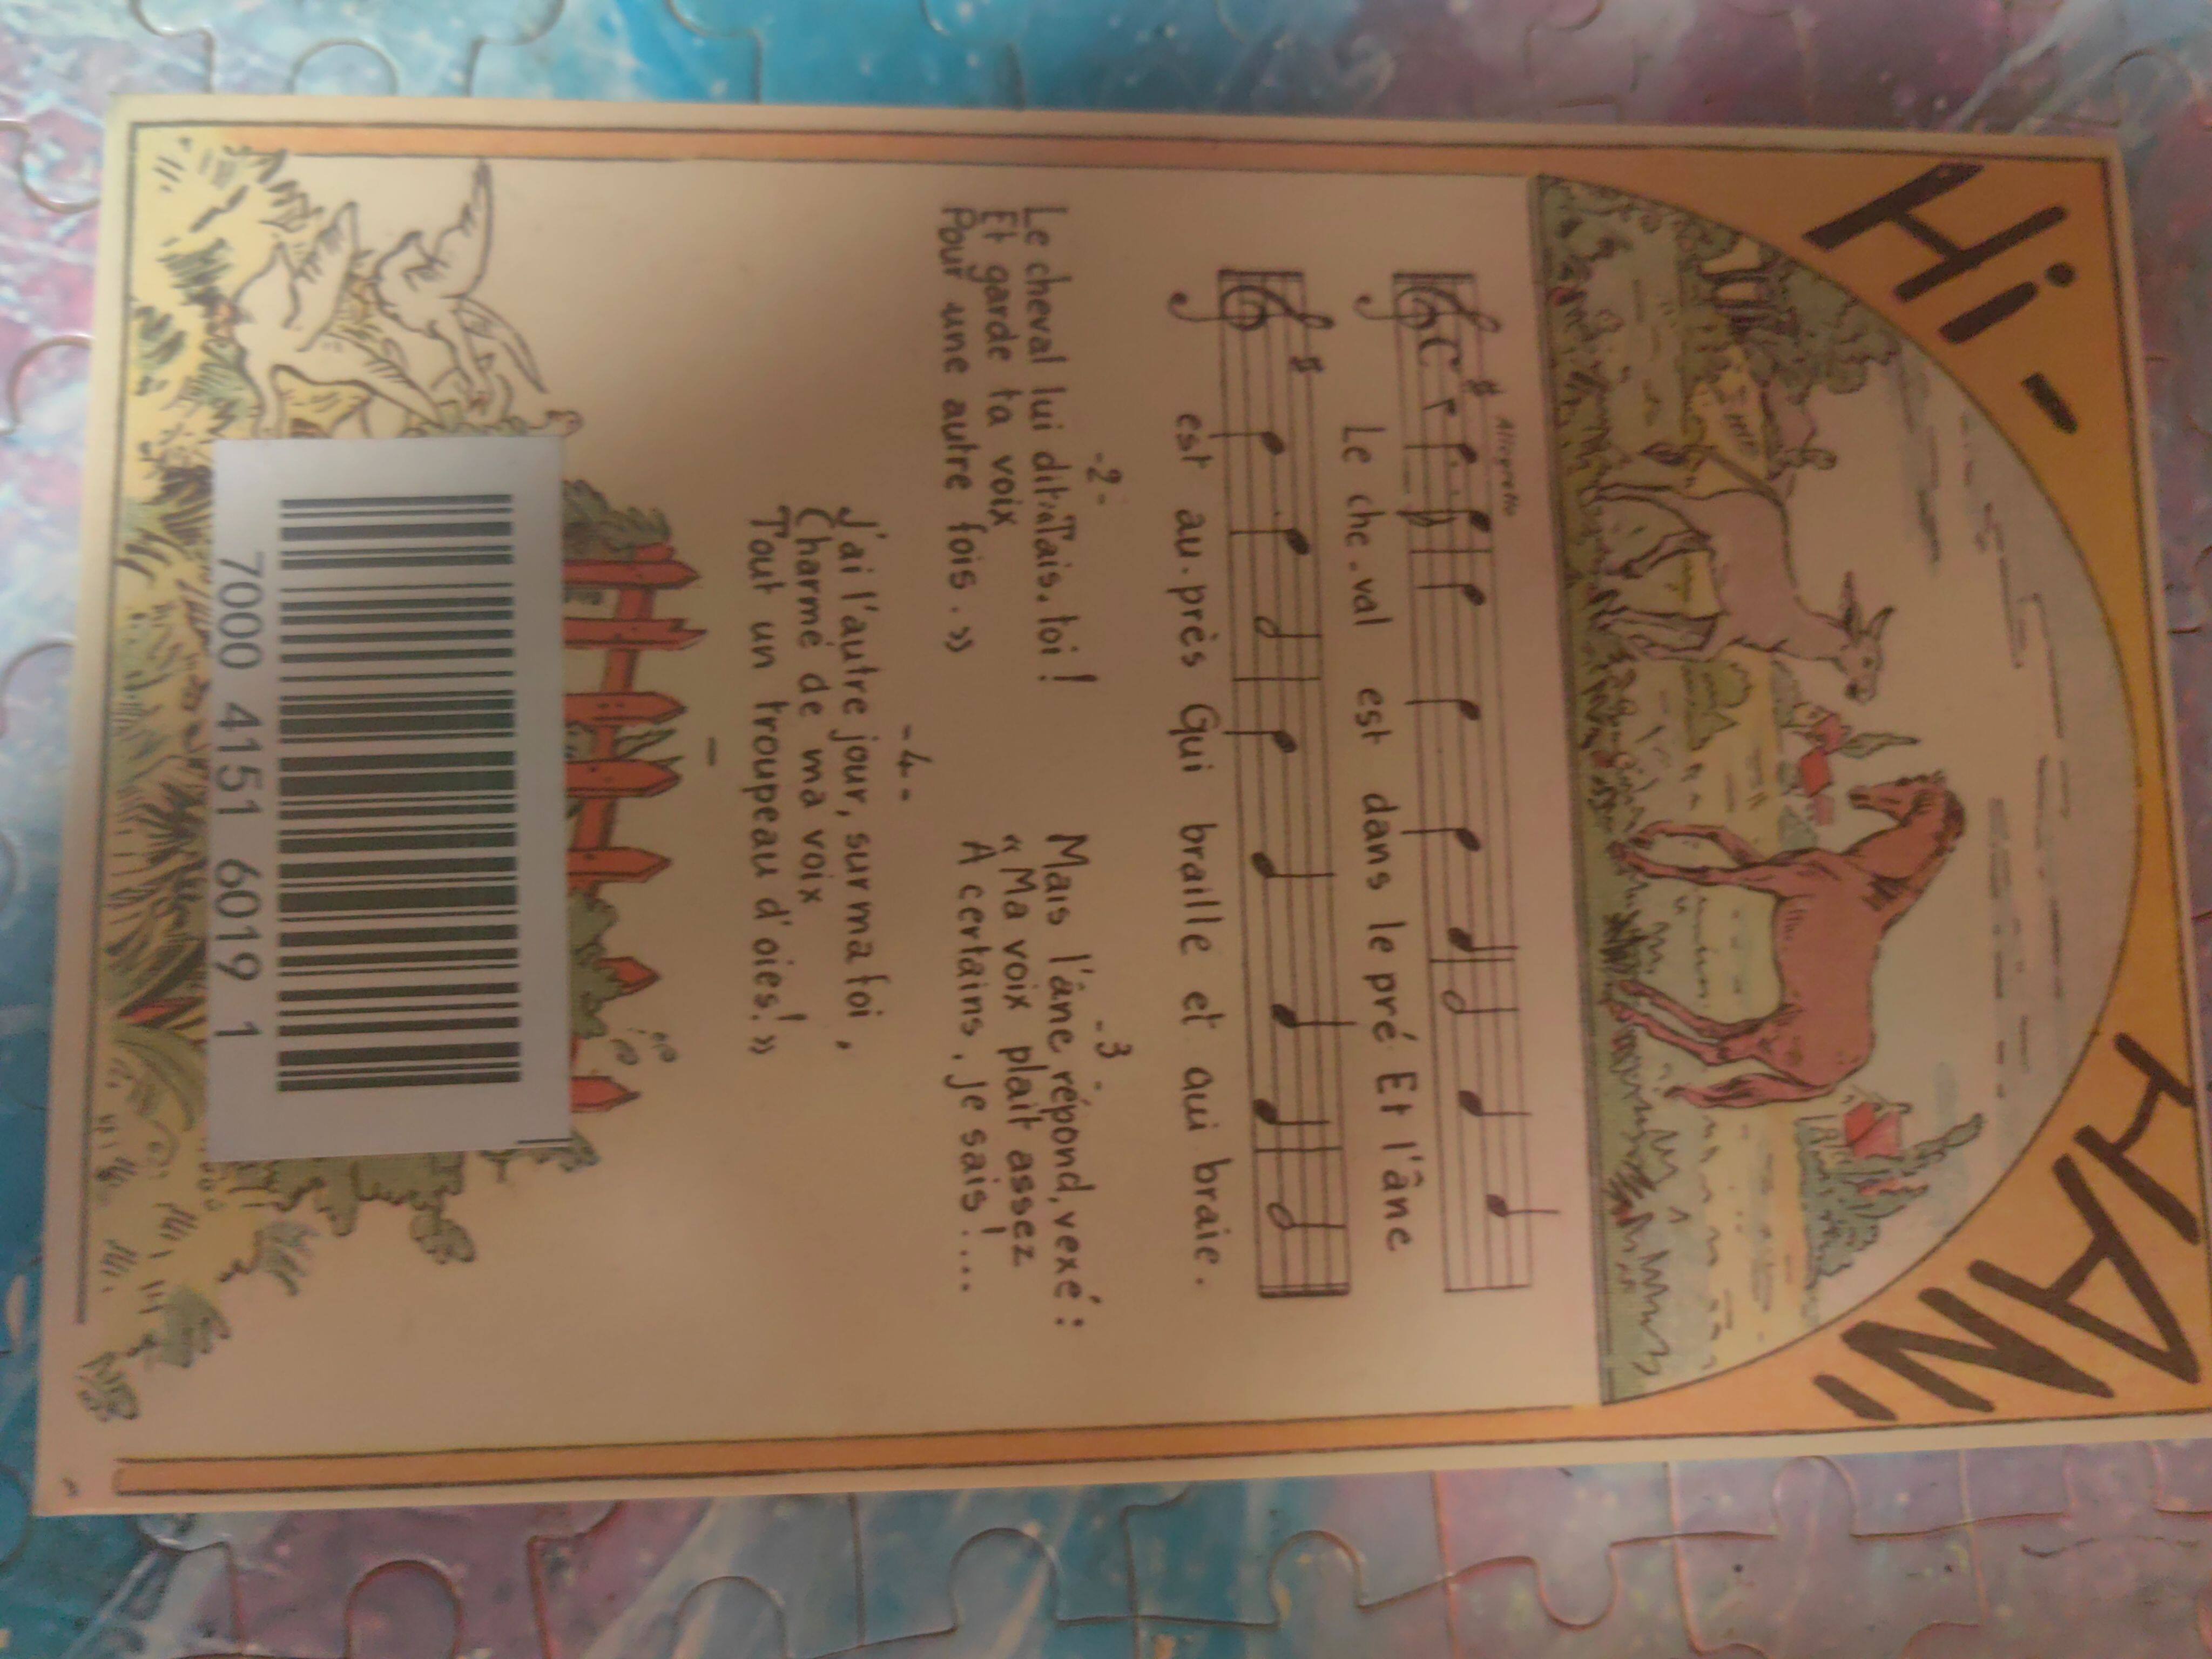 Hi - HAN!
Allegretto
Le che-val est dans le pré Et l'âne
est au-près Qui braille et qui braie.
-2-
Le cheval lui dit: « Tais-toi !
Et garde ta voix
Pour une autre fois. »
-3-
Mais l'âne répond, vexé :
« Ma voix plaît assez
A certains, je sais !....
-4-
J'ai l'autre jour, sur ma foi,
Charmé de ma voix
Tout un troupeau d'oies! »
7000 4151 6019 1